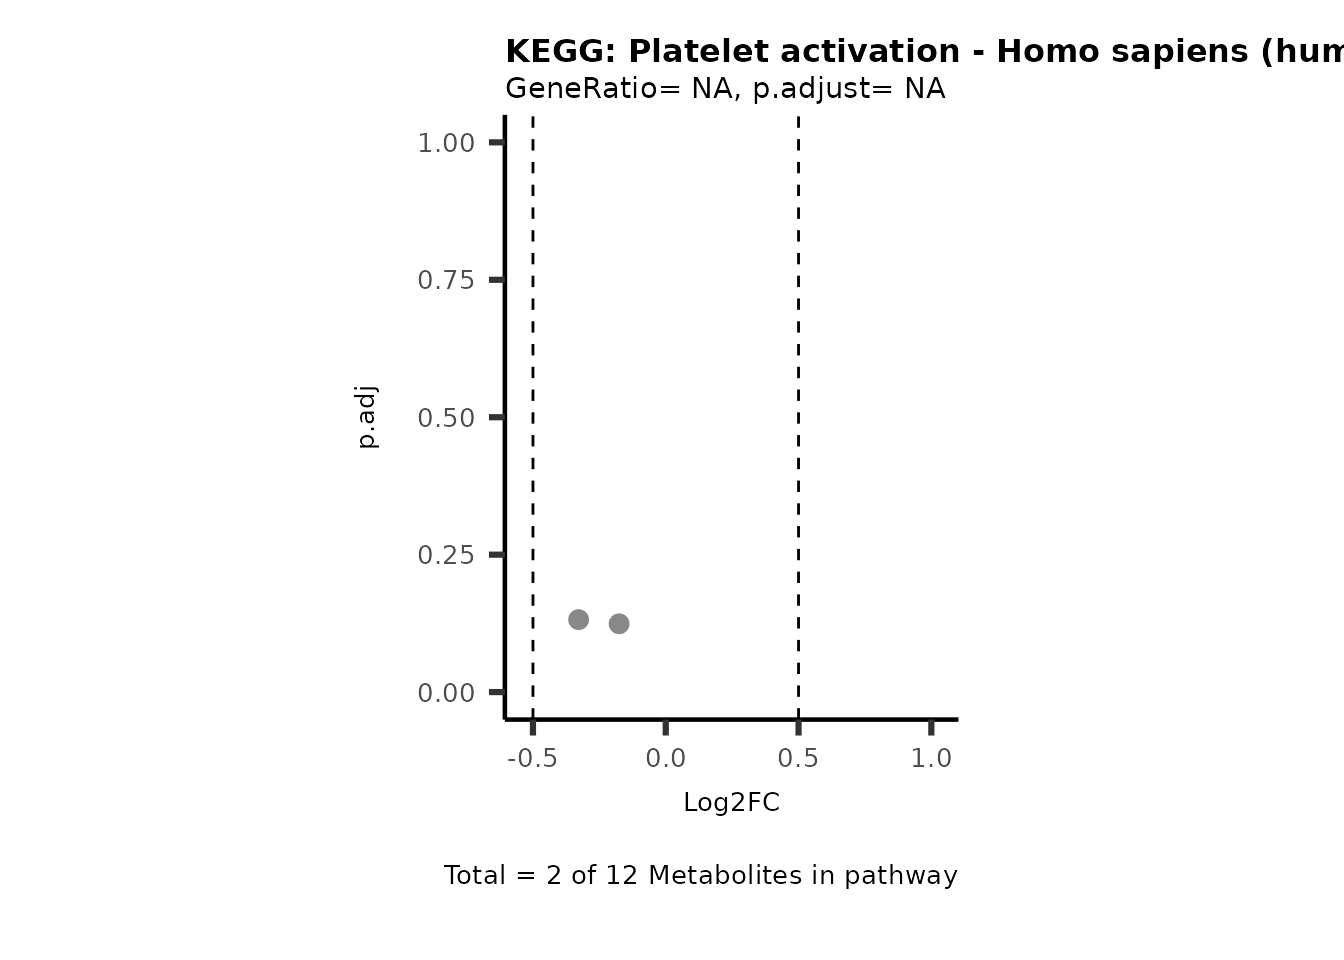 KEGG: Platelet activation - Homo sapiens (hum
GeneRatio= NA, p.adjust= NA
1.00
0.75
0.50
0.25
0.00
p.adj
-0.5 0.0 0.5 1.0
Log2FC
Total = 2 of 12 Metabolites in pathway